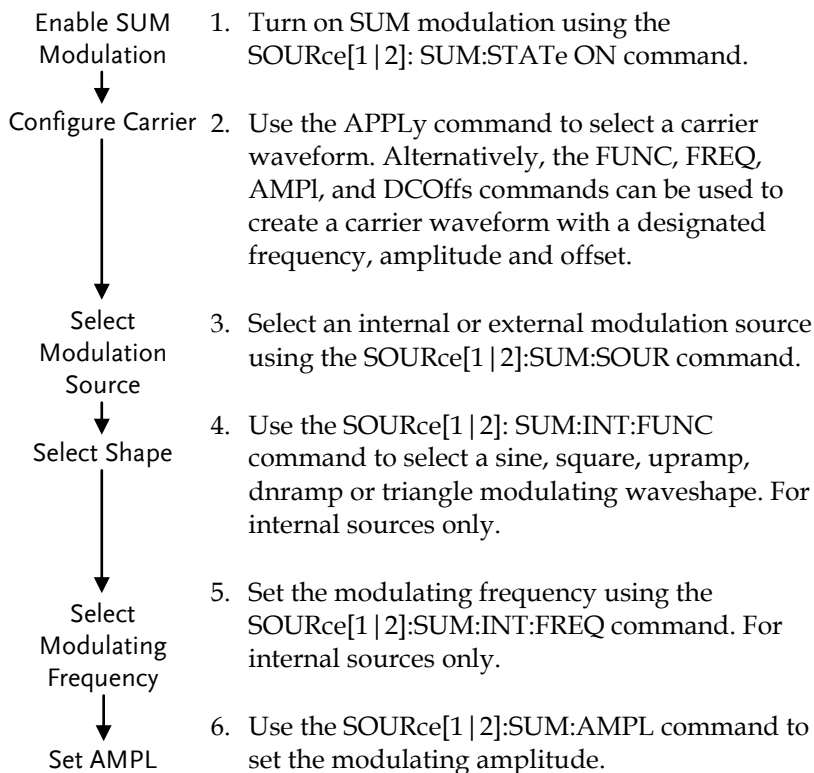 Enable SUM
Modulation
1. Turn on SUM modulation using the
SOURce[1|2]: SUM:STATe ON command.
Configure Carrier
2. Use the APPLy command to select a carrier
waveform. Alternatively, the FUNC, FREQ,
AMPl, and DCOffs commands can be used to
create a carrier waveform with a designated
frequency, amplitude and offset.
Select
Modulation
Source
3. Select an internal or external modulation source
using the SOURce[1|2]:SUM:SOUR command.
Select Shape
4. Use the SOURce[1|2]: SUM:INT:FUNC
command to select a sine, square, upramp,
dnramp or triangle modulating waveshape. For
internal sources only.
Select
Modulating
Frequency
5. Set the modulating frequency using the
SOURce[1|2]:SUM:INT:FREQ command. For
internal sources only.
Set AMPL
6. Use the SOURce[1|2]:SUM:AMPL command to
set the modulating amplitude.